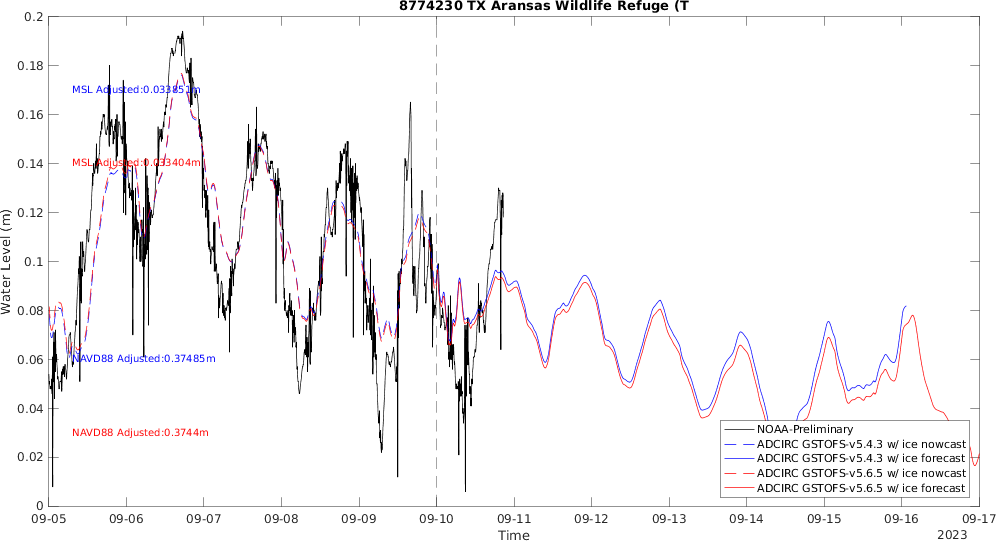 8774230 TX Aransas Wildlife Refuge (T
Water Level (m)
0.2
0.18
0.16
0.14
0.12
0.1
0.08
0.06
0.04
0.02
0
MSL Adjusted:0.033851m
MSL Adjusted:0.033404m
NAVD88 Adjusted:0.37485m
NAVD88 Adjusted:0.3744m
NOAA-Preliminary
ADCIRC GSTOFS-v5.4.3 w/ ice nowcast
ADCIRC GSTOFS-v5.4.3 w/ ice forecast
ADCIRC GSTOFS-v5.6.5 w/ ice nowcast
ADCIRC GSTOFS-v5.6.5 w/ ice forecast
09-05 09-06 09-07 09-08 09-09 09-10 09-11 09-12 09-13 09-14 09-15 09-16 09-17
Time
2023